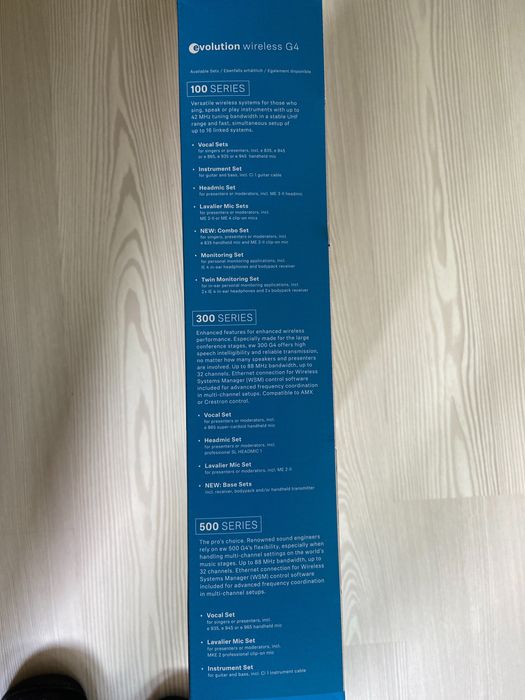 evolution wireless G4
Available Sets / Ebenfalls erhältlich / Egalement disponible
100 SERIES
Versatile wireless systems for those who
sing, speak or play instruments with up to
42 MHz tuning bandwidth in a stable UHF
range and fast, simultaneous setup of
up to 16 linked systems.
• Vocal Sets
for singers or presenters, incl. e 835, e 845
or e 865, e 935 or e 945 handheld mic
• Instrument Set
for guitar and bass, incl. CI 1 guitar cable
• Headmic Set
for presenters or moderators, incl. ME 3-II headmic
• Lavalier Mic Sets
for presenters or moderators, incl.
ME 2-II or ME 4 clip-on mics
• NEW: Combo Set
for singers, presenters or moderators, incl.
e 835 handheld mic and ME 2-II clip-on mic
• Monitoring Set
for personal monitoring applications, incl.
IE 4 in-ear headphones and bodypack receiver
• Twin Monitoring Set
for in-ear personal monitoring applications, incl.
2x IE 4 in-ear headphones and 2x bodypack receiver
300 SERIES
Enhanced features for enhanced wireless
performance. Especially made for the large
conference stages, ew 300 G4 offers high
speech intelligibility and reliable transmission,
no matter how many speakers and presenters
are involved. Up to 88 MHz bandwidth, up to
32 channels. Ethernet connection for Wireless
Systems Manager (WSM) control software
included for advanced frequency coordination
in multi-channel setups. Compatible to AMX
or Crestron control.
• Vocal Set
for presenters or moderators, incl.
e 865 super-cardioid handheld mic
• Headmic Set
for presenters or moderators, incl.
professional SL HEADMIC 1
• Lavalier Mic Set
for presenters or moderators, incl. ME 2-II
• NEW: Base Sets
incl. receiver, bodypack and/or handheld transmitter
500 SERIES
The pro's choice. Renowned sound engineers
rely on ew 500 G4's flexibility, especially when
handling multi-channel settings on the world's
music stages. Up to 88 MHz bandwidth, up to
32 channels. Ethernet connection for Wireless
Systems Manager (WSM) control software
included for advanced frequency coordination
in multi-channel setups.
• Vocal Set
for singers or presenters, incl.
e 935, e 945 or e 965 handheld mic
• Lavalier Mic Set
for presenters or moderators, incl.
MKE 2 professional clip-on mic
• Instrument Set
for guitar and bass, incl. CI 1 instrument cable